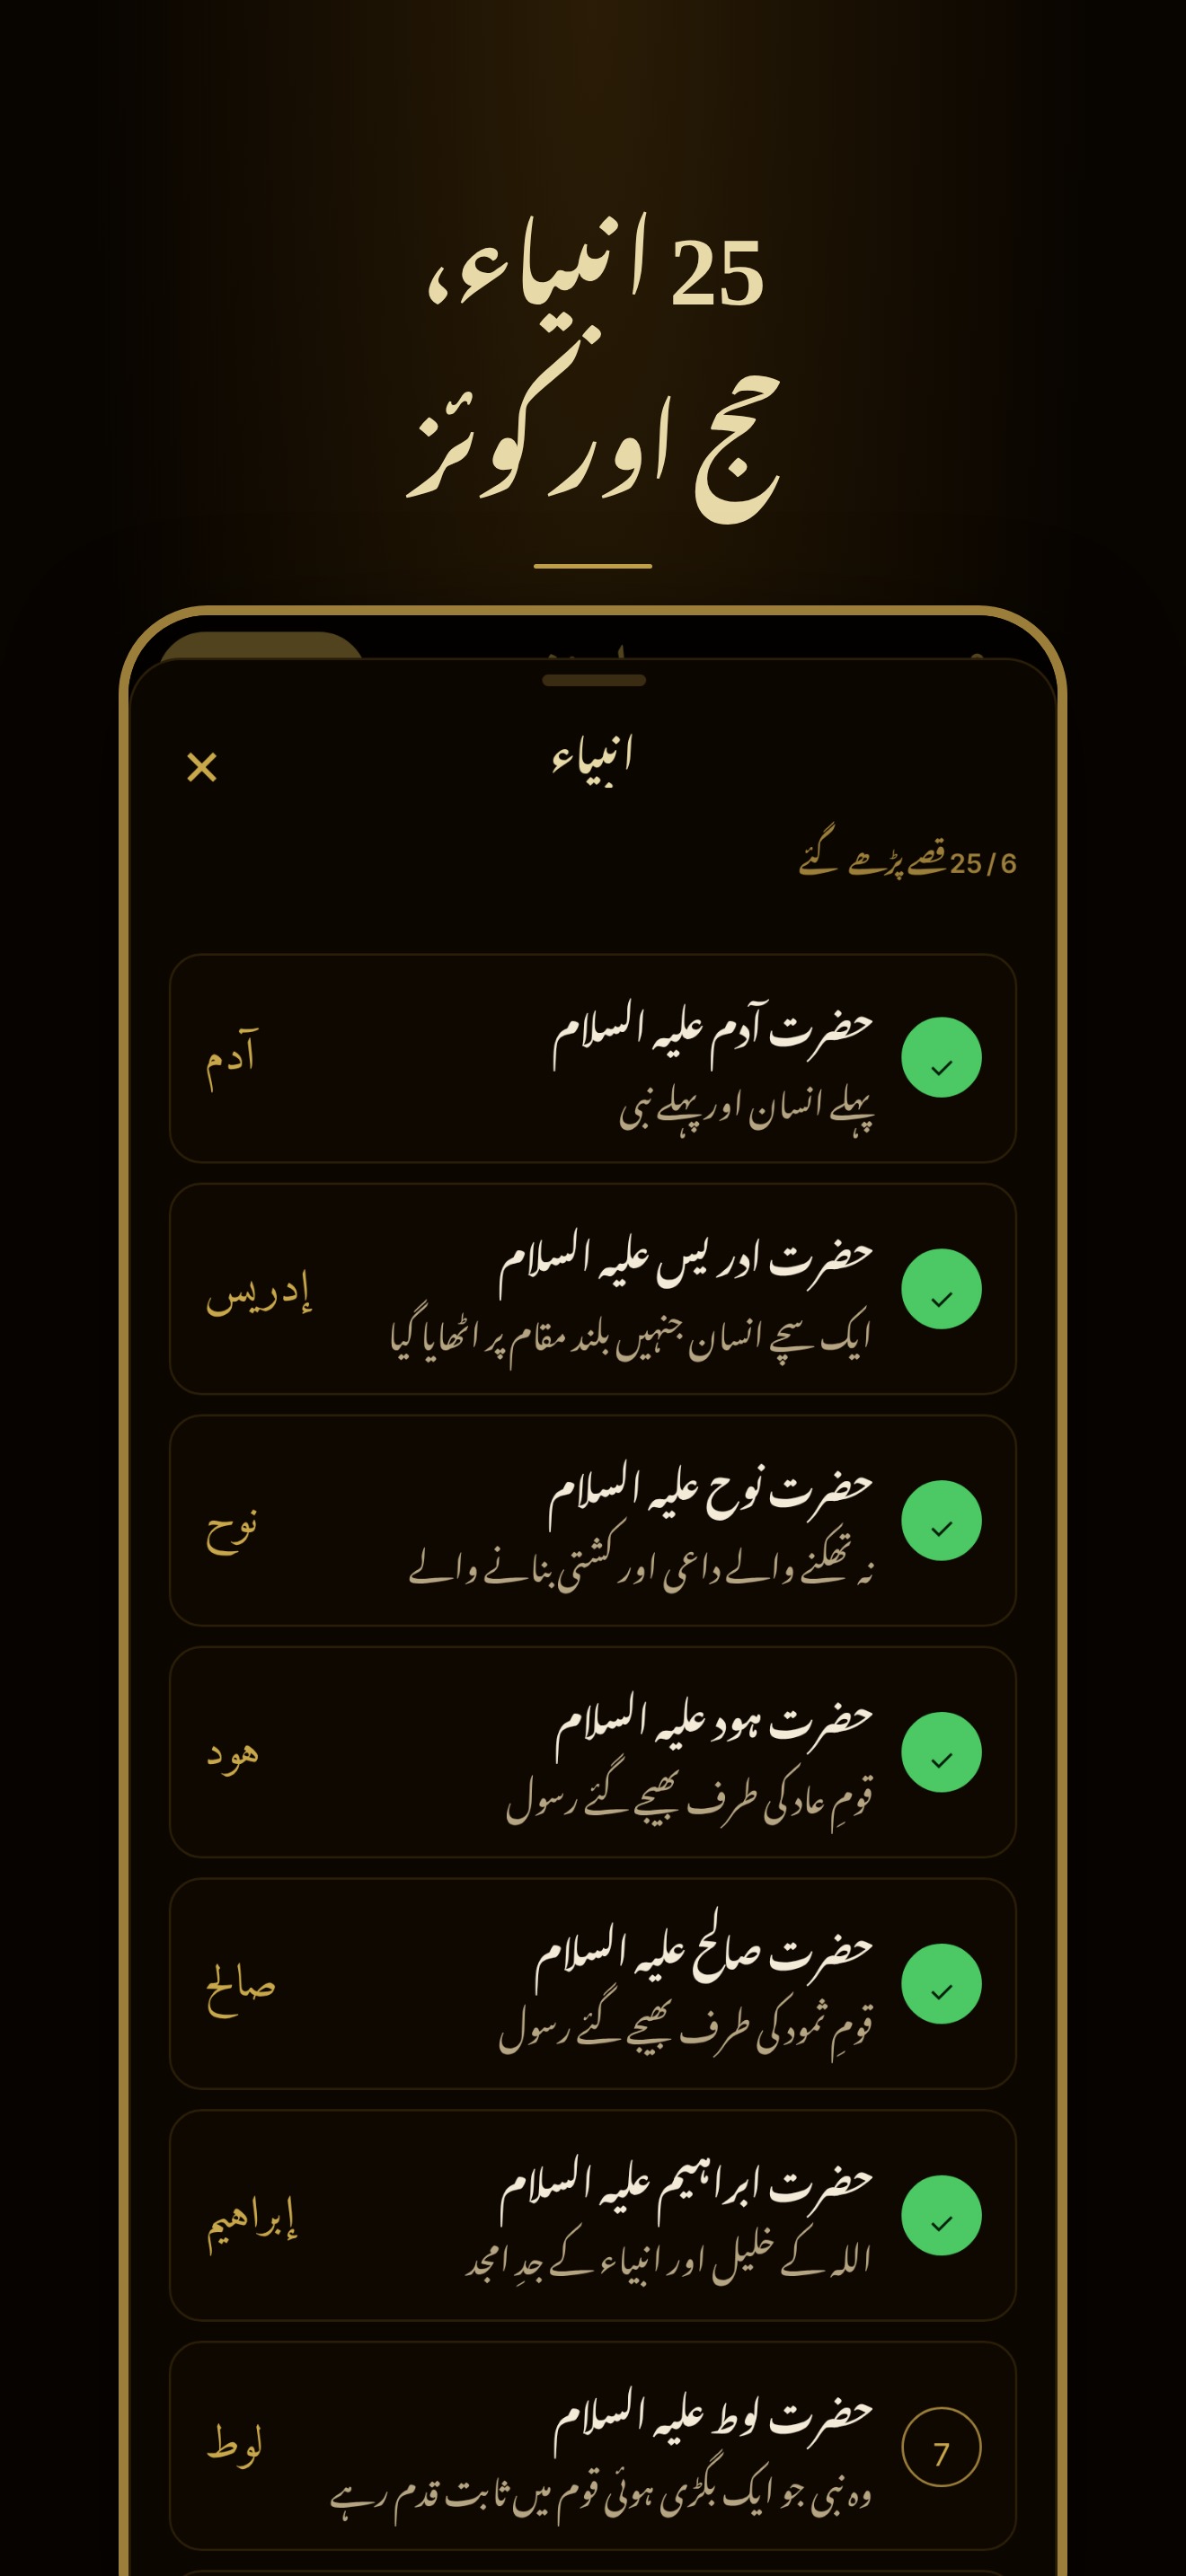 25 انبیاء،
حج اور کوئز
انبیاء
25/6 قصے پڑھے گئے
حضرت آدم علیہ السلام
پہلے انسان اور پہلے نبی
آدم
حضرت ادریس علیہ السلام
ایک سچے انسان جنہیں بلند مقام پر اٹھایا گیا
إدريس
حضرت نوح علیہ السلام
نہ تھکنے والے داعی اور کشتی بنانے والے
نوح
حضرت ہود علیہ السلام
قومِ عاد کی طرف بھیجے گئے رسول
هود
حضرت صالح علیہ السلام
قومِ ثمود کی طرف بھیجے گئے رسول
صالح
حضرت ابراہیم علیہ السلام
اللہ کے خلیل اور انبیاء کے جدِ امجد
إبراهيم
7
حضرت لوط علیہ السلام
وہ نبی جو ایک بگڑی ہوئی قوم میں ثابت قدم رہے
لوط